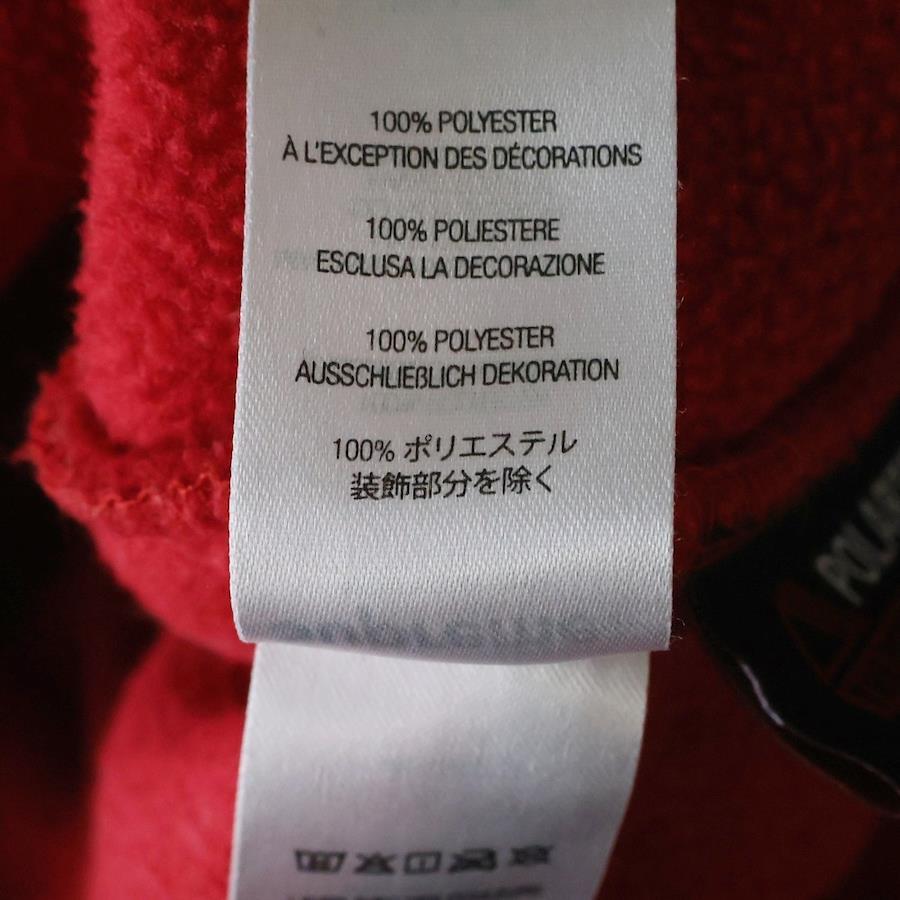 100% POLYESTER
À L'EXCEPTION DES DÉCORATIONS
100% POLIESTERE
ESCLUSA LA DECORAZIONE
100% POLYESTER
AUSSCHLIEßLICH DEKORATION
100% ポリエステル
装飾部分を除く